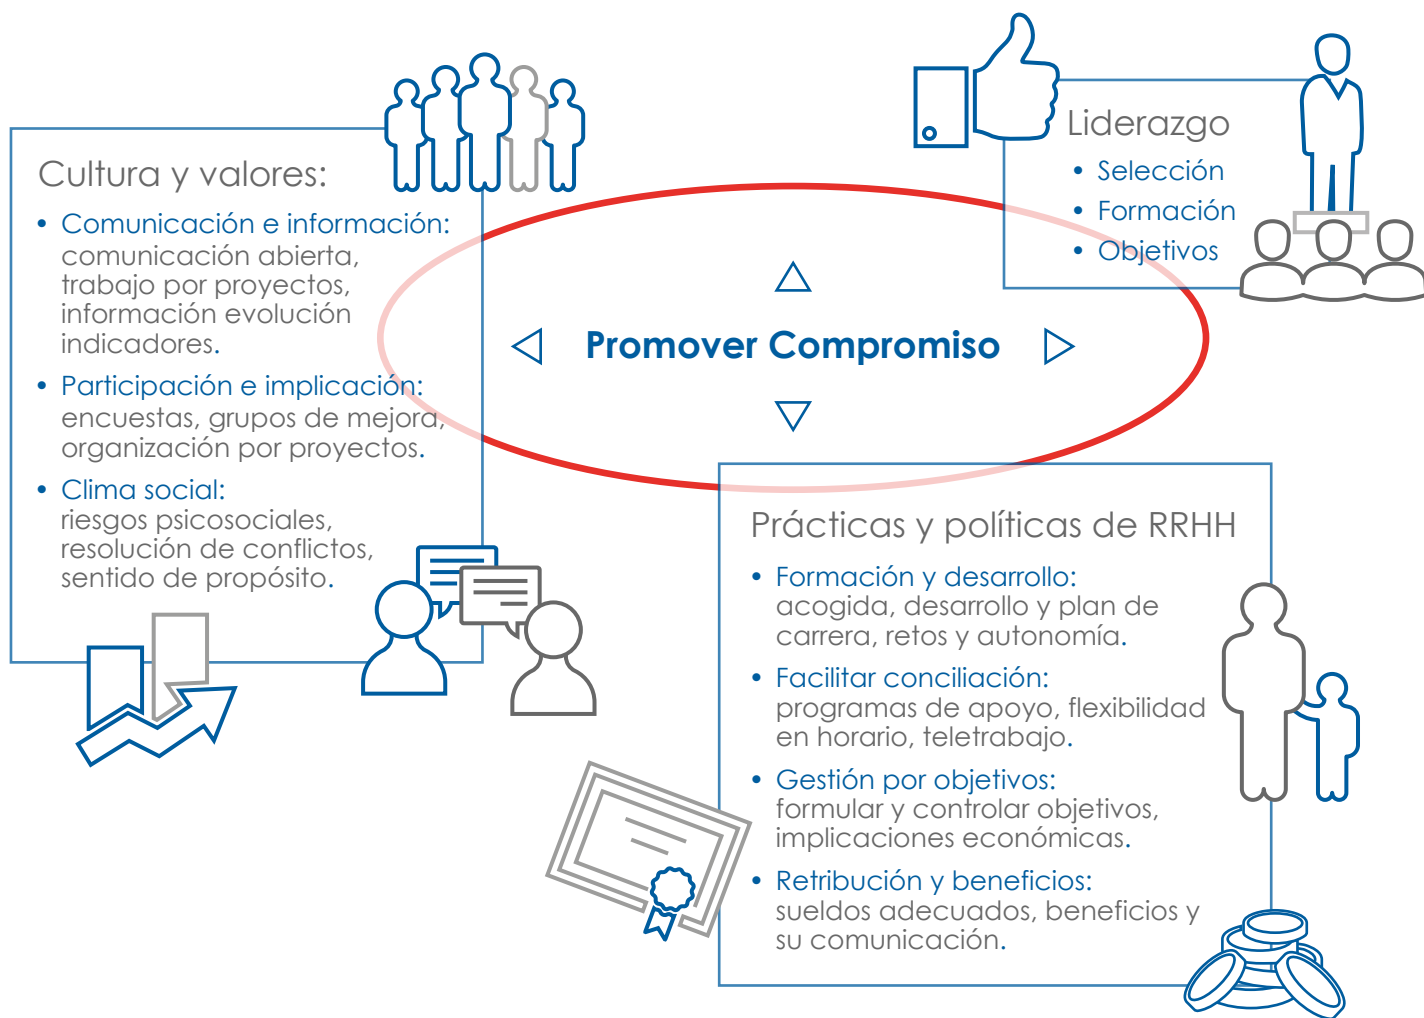 Cultura y valores:
• Comunicación e información:
comunicación abierta,
trabajo por proyectos,
información evolución
indicadores.
• Participación e implicación:
encuestas, grupos de mejora,
organización por proyectos.
• Clima social:
riesgos psicosociales,
resolución de conflictos,
sentido de propósito.
Promover Compromiso
Liderazgo
• Selección
• Formación
• Objetivos
Prácticas y políticas de RRHH
• Formación y desarrollo:
acogida, desarrollo y plan de
carrera, retos y autonomía.
• Facilitar conciliación:
programas de apoyo, flexibilidad
en horario, teletrabajo.
• Gestión por objetivos:
formular y controlar objetivos,
implicaciones económicas.
• Retribución y beneficios:
sueldos adecuados, beneficios y
su comunicación.